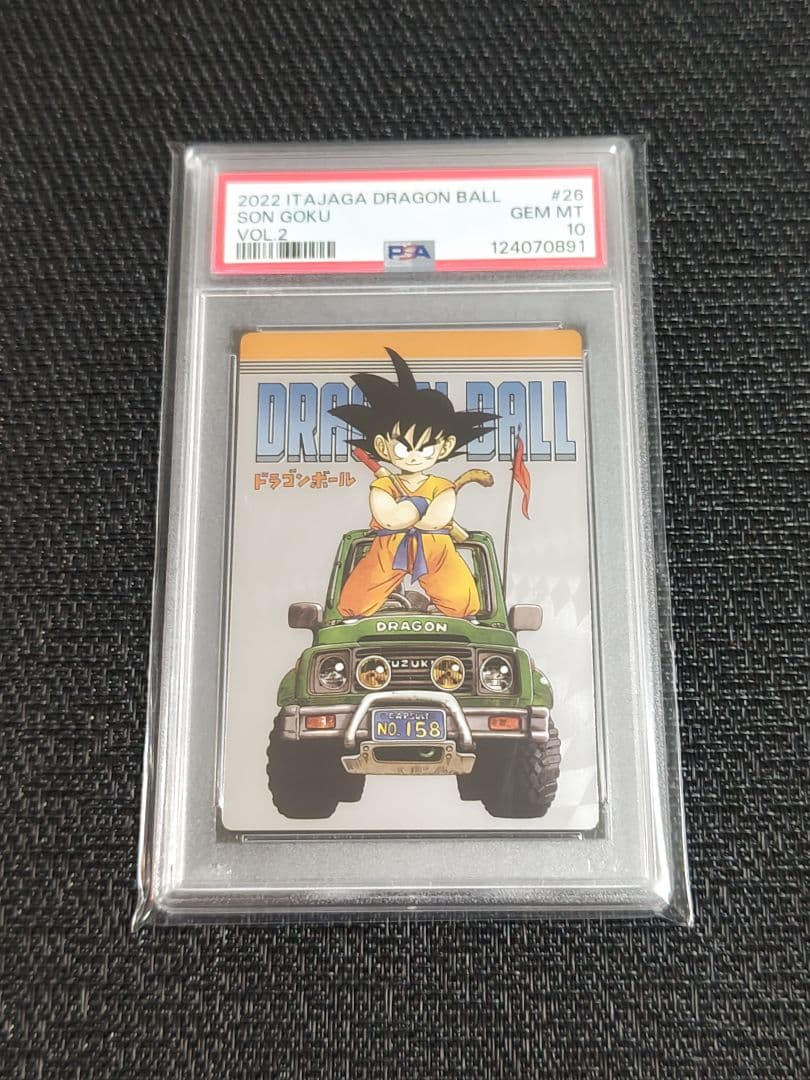 2022 ITAJAGA DRAGON BALL #26
SON GOKU GEM MT
VOL.2 10
PSA 124070891
DRAGON BALL
ドラゴンボール
DRAGON
UZUK
CAPSULE
NO.158